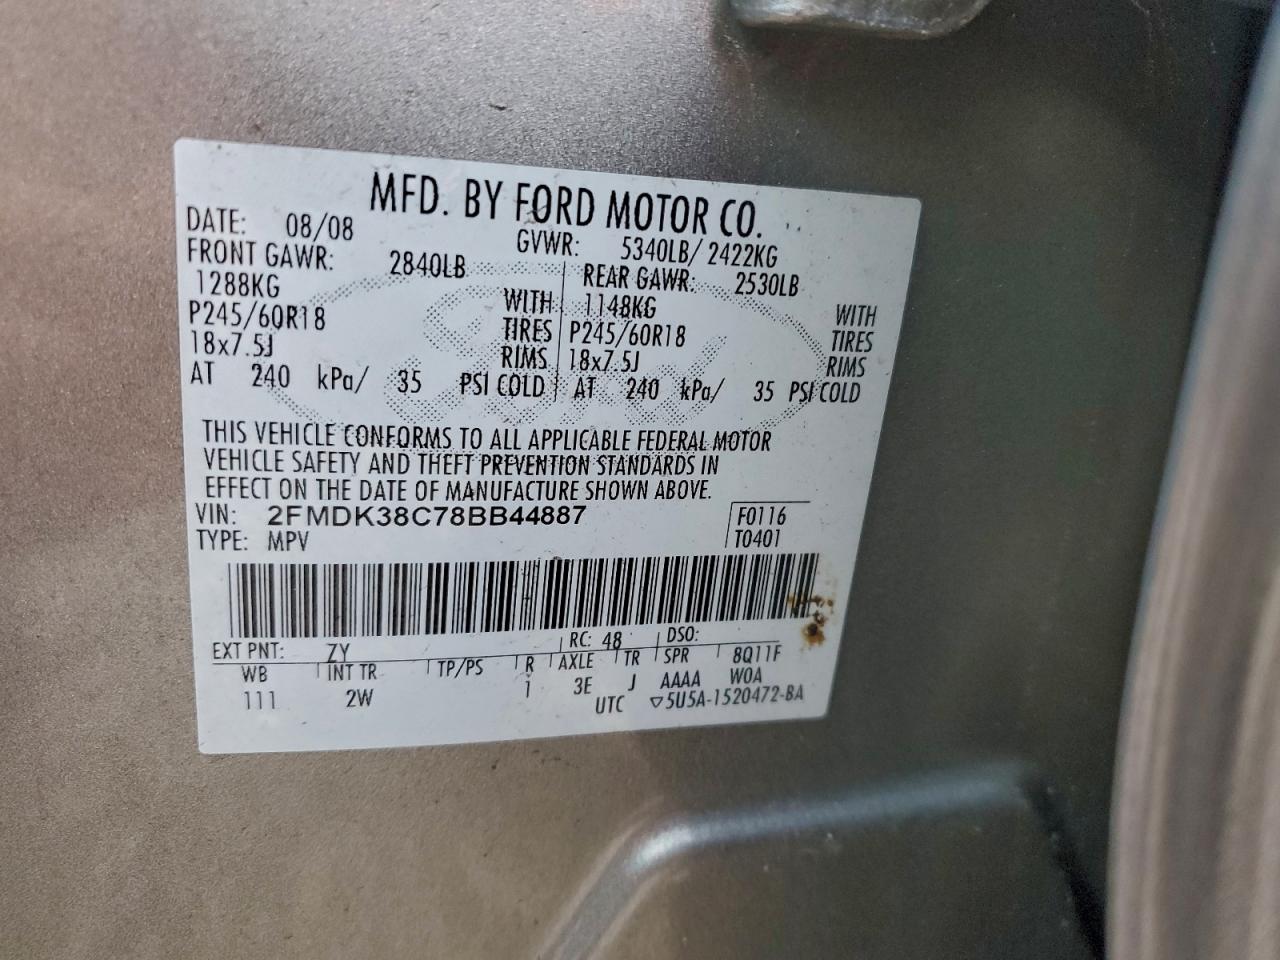 MFD. BY FORD MOTOR CO.
DATE: 08/08 GVWR: 5340LB/ 2422KG
FRONT GAWR: 2840LB REAR GAWR: 2530LB
1288KG WITH 1148KG WITH
P245/60R18 TIRES P245/60R18 TIRES
18x7.5J RIMS 18x7.5J RIMS
AT 240 kPa/ 35 PSI COLD AT 240 kPa/ 35 PSI COLD
THIS VEHICLE CONFORMS TO ALL APPLICABLE FEDERAL MOTOR
VEHICLE SAFETY AND THEFT PREVENTION STANDARDS IN
EFFECT ON THE DATE OF MANUFACTURE SHOWN ABOVE.
VIN: 2FMDK38C78BB44887 F0116
TYPE: MPV T0401
EXT PNT: ZY RC: 48 DSO:
WB INT TR TP/PS R AXLE TR SPR 8Q11F
111 2W 1 3E J AAAA W0A
UTC ▽5U5A-1520472-BA